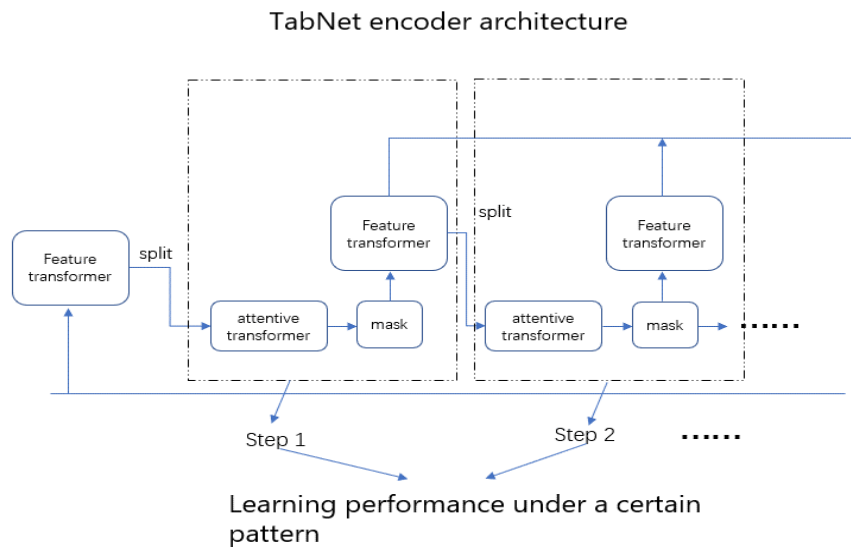 TabNet encoder architecture
Feature
transformer
split
attentive
transformer
mask
Feature
transformer
split
attentive
transformer
mask
Feature
transformer
......
Step 1
Step 2
......
Learning performance under a certain
pattern